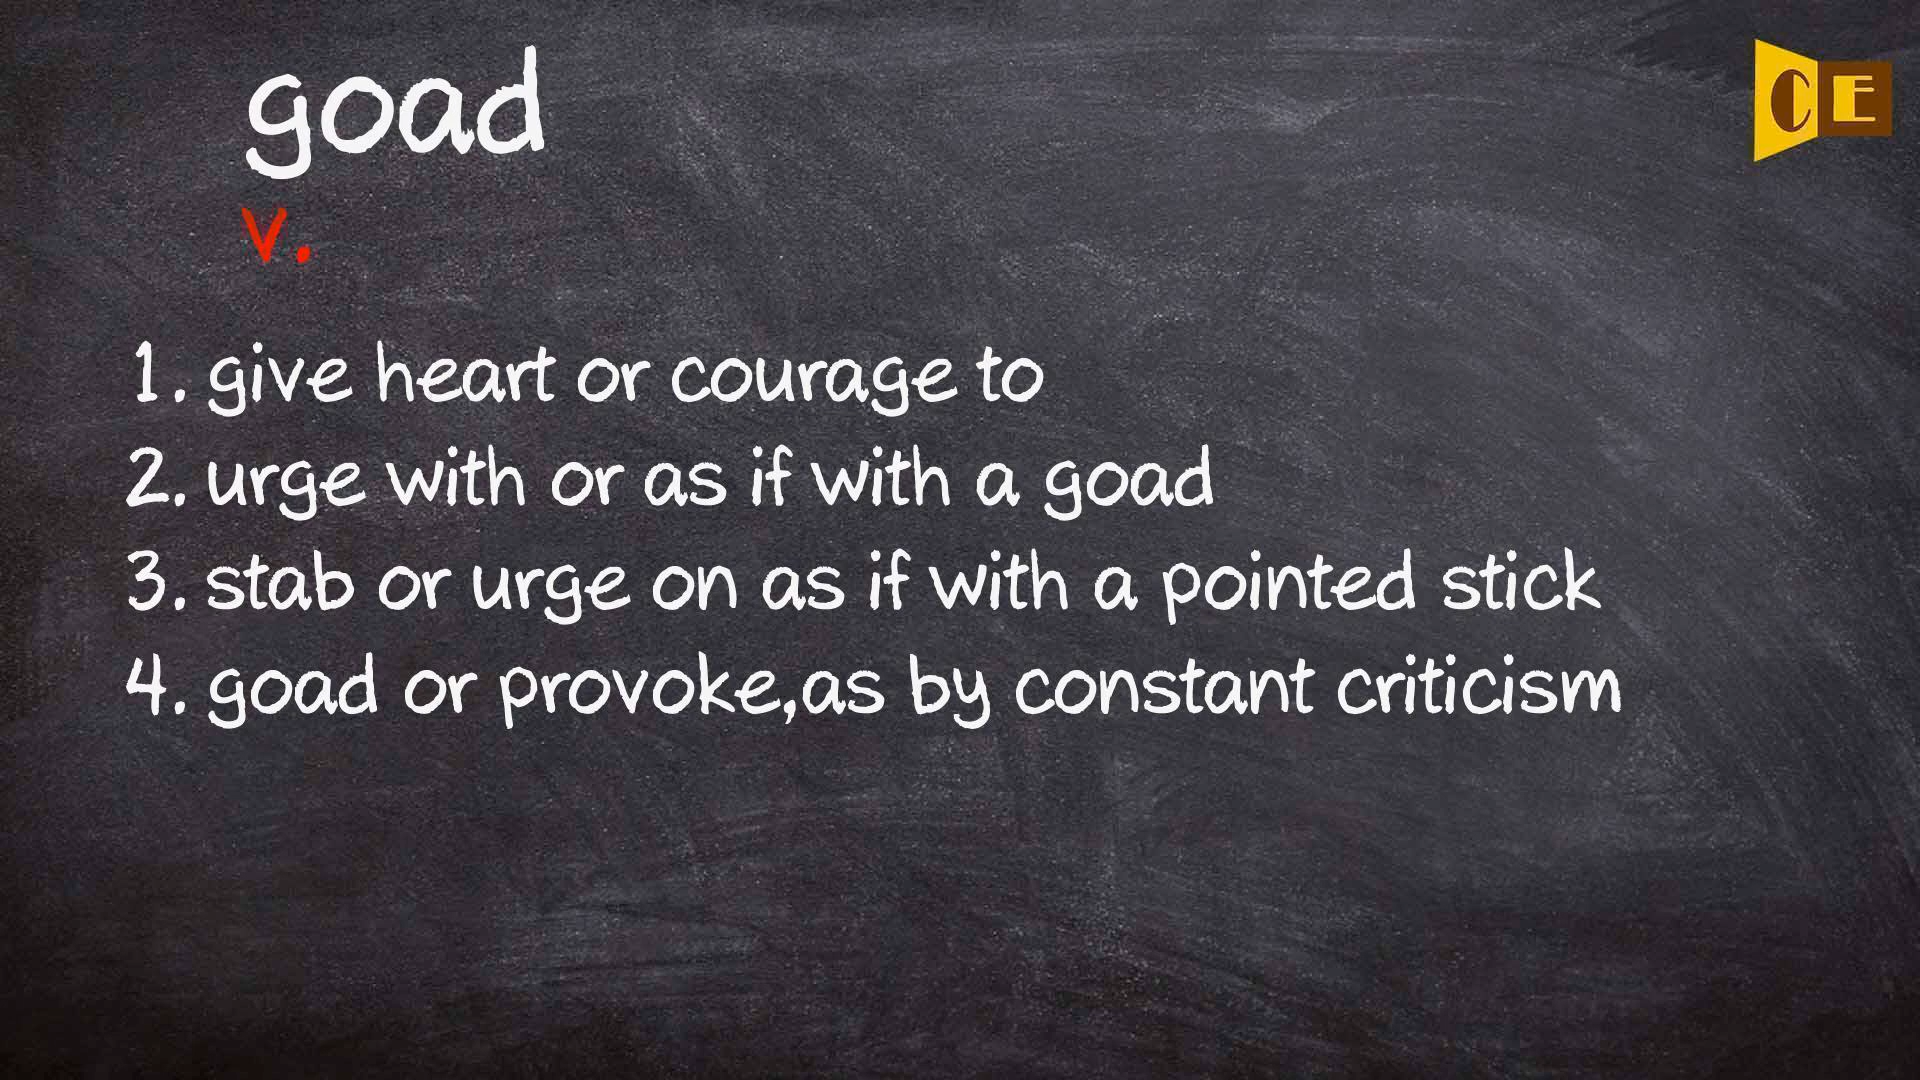 goad
CE
v.
1. give heart or courage to
2. urge with or as if with a goad
3. stab or urge on as if with a pointed stick
4. goad or provoke,as by constant criticism